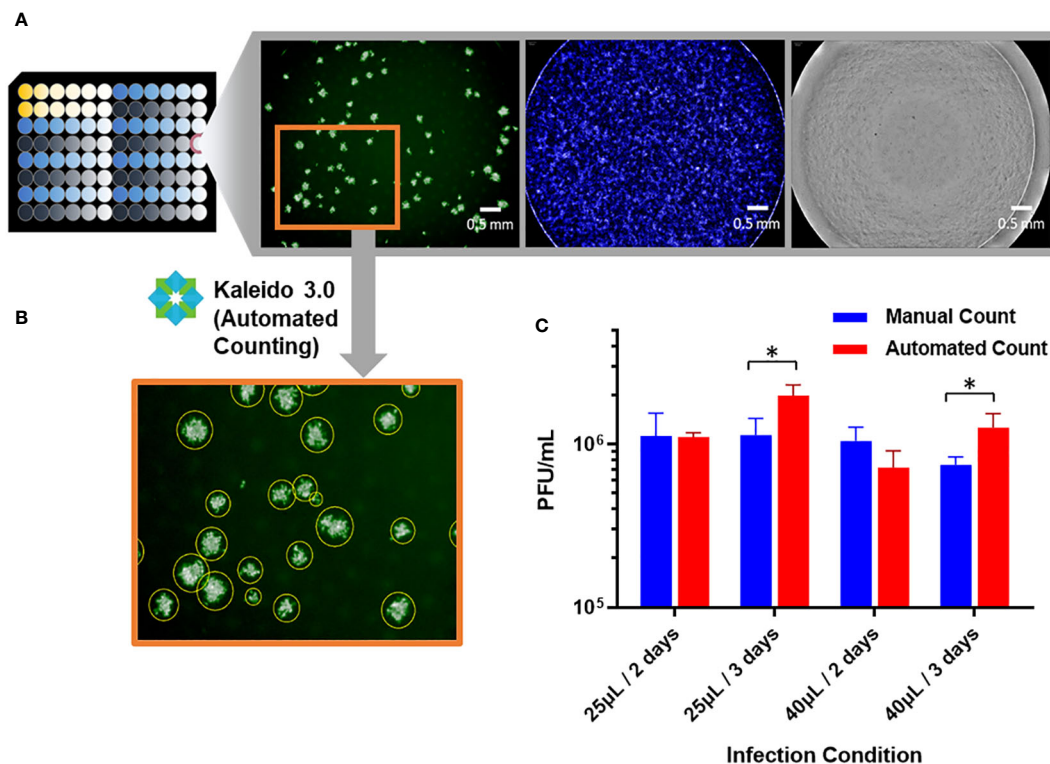 A
0.5 mm
0.5 mm
0.5 mm
B
Kaleido 3.0
(Automated
Counting)
C
Manual Count
Automated Count
*
*
10⁶
10⁵
PFU/mL
25µL / 2 days
25µL / 3 days
40µL / 2 days
40µL / 3 days
Infection Condition